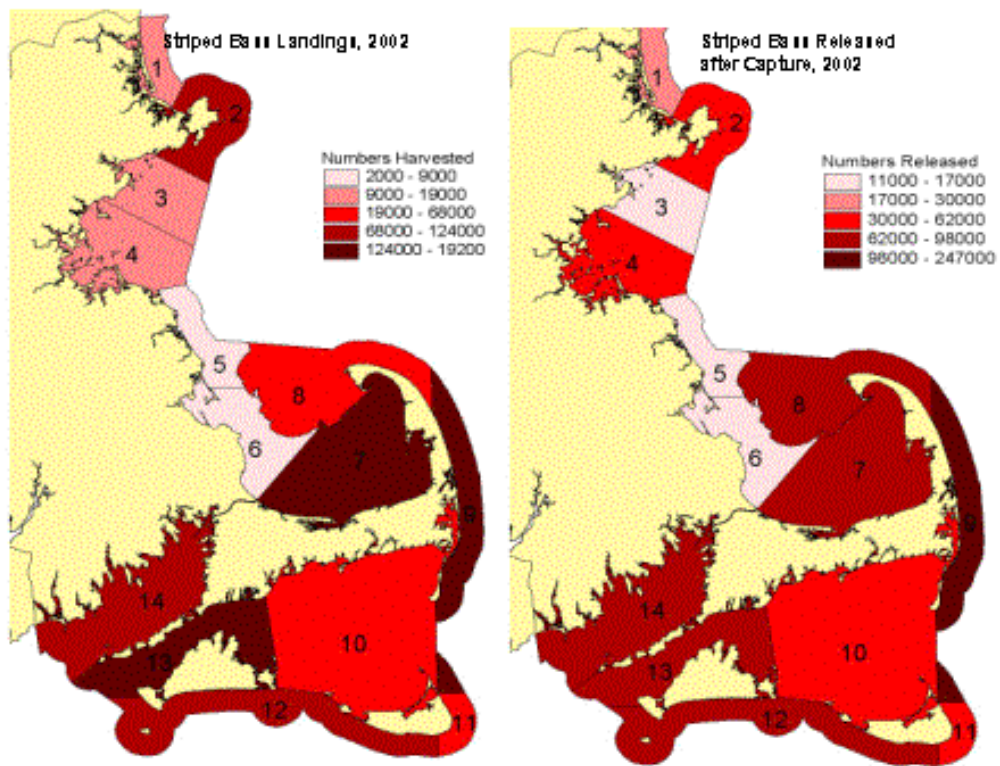 Striped Bass Landings, 2002
Numbers Harvested
2000 - 9000
9000 - 19000
19000 - 68000
68000 - 124000
124000 - 19200
1
2
3
4
5
8
6
7
9
14
10
13
12
11
Striped Bass Released
after Capture, 2002
Numbers Released
11000 - 17000
17000 - 30000
30000 - 62000
62000 - 98000
98000 - 247000
1
2
3
4
5
8
6
7
9
14
10
13
12
11